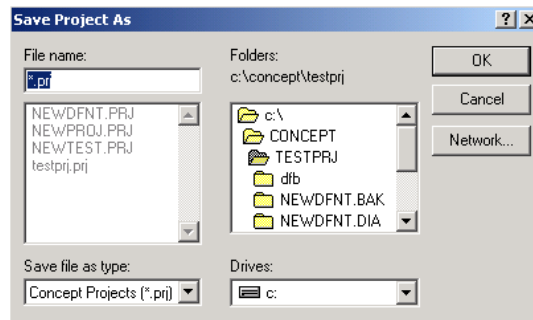 Save Project As
File name:
*.prj
NEWDFNT.PRJ
NEWPROJ.PRJ
NEWTEST.PRJ
testprj.prj
Save file as type:
Concept Projects (*.prj)
Folders:
c:\concept\testprj
c:\
CONCEPT
TESTPRJ
dfb
NEWDFNT.BAK
NEWDFNT.DIA
Drives:
c:
OK
Cancel
Network...